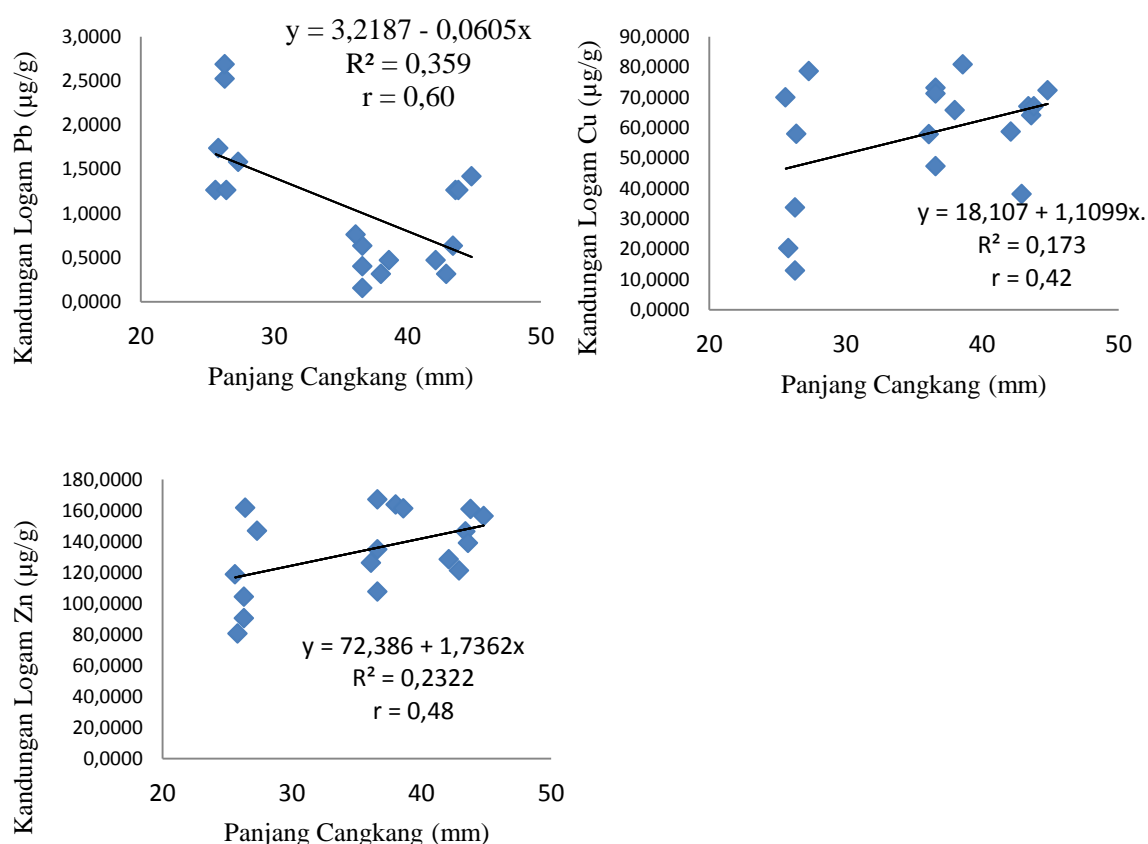 Kandungan Logam Pb (µg/g)
3,0000
2,5000
2,0000
1,5000
1,0000
0,5000
0,0000
y = 3,2187 - 0,0605x
R² = 0,359
r = 0,60
20 30 40 50
Panjang Cangkang (mm)
Kandungan Logam Cu (µg/g)
90,0000
80,0000
70,0000
60,0000
50,0000
40,0000
30,0000
20,0000
10,0000
0,0000
y = 18,107 + 1,1099x.
R² = 0,173
r = 0,42
20 30 40 50
Panjang Cangkang (mm)
Kandungan Logam Zn (µg/g)
180,0000
160,0000
140,0000
120,0000
100,0000
80,0000
60,0000
40,0000
20,0000
0,0000
y = 72,386 + 1,7362x
R² = 0,2322
r = 0,48
20 30 40 50
Panjang Cangkang (mm)